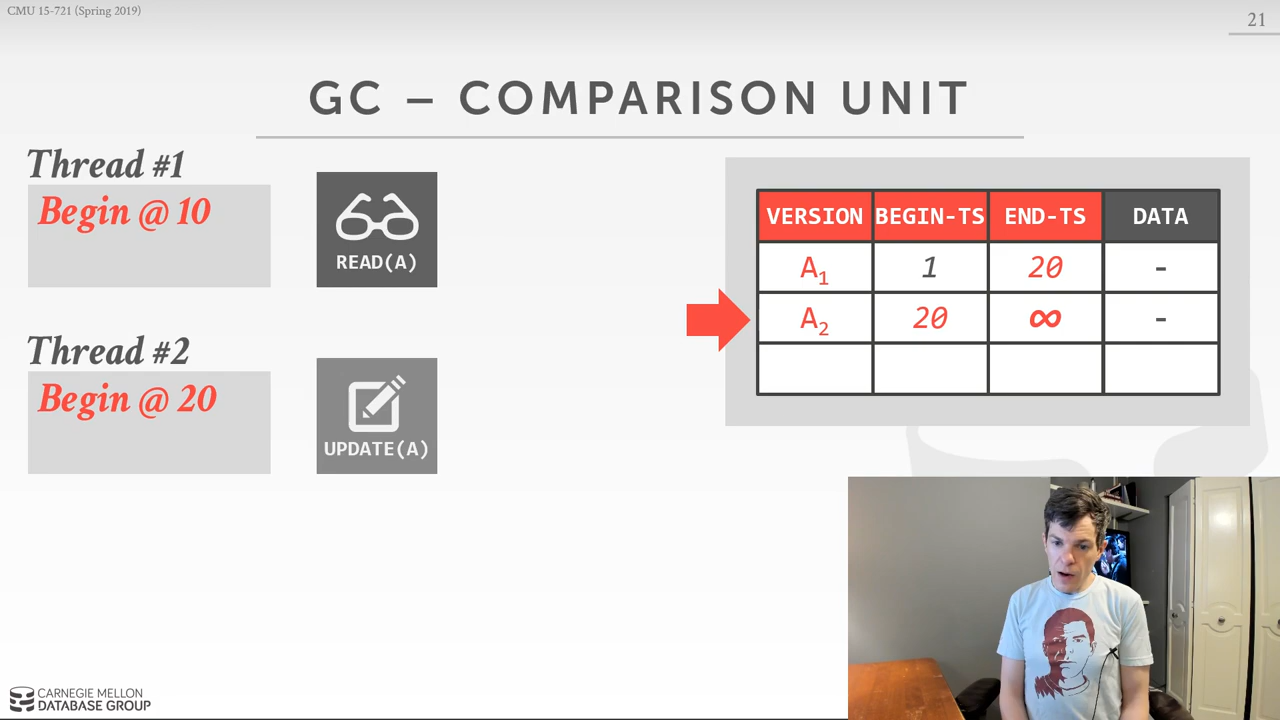 CMU 15-721 (Spring 2019)
21
GC – COMPARISON UNIT
Thread #1
Begin @ 10
READ(A)
Thread #2
Begin @ 20
UPDATE(A)
VERSION BEGIN-TS END-TS DATA
A1 1 20 -
A2 20 ∞ -
CARNEGIE MELLON
DATABASE GROUP